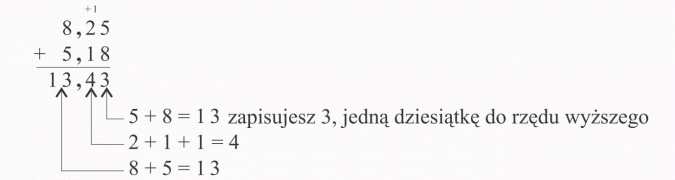 +1
8,25
+ 5,18
13,43
5 + 8 = 13 zapisujesz 3, jedną dziesiątkę do rzędu wyższego
2 + 1 + 1 = 4
8 + 5 = 13